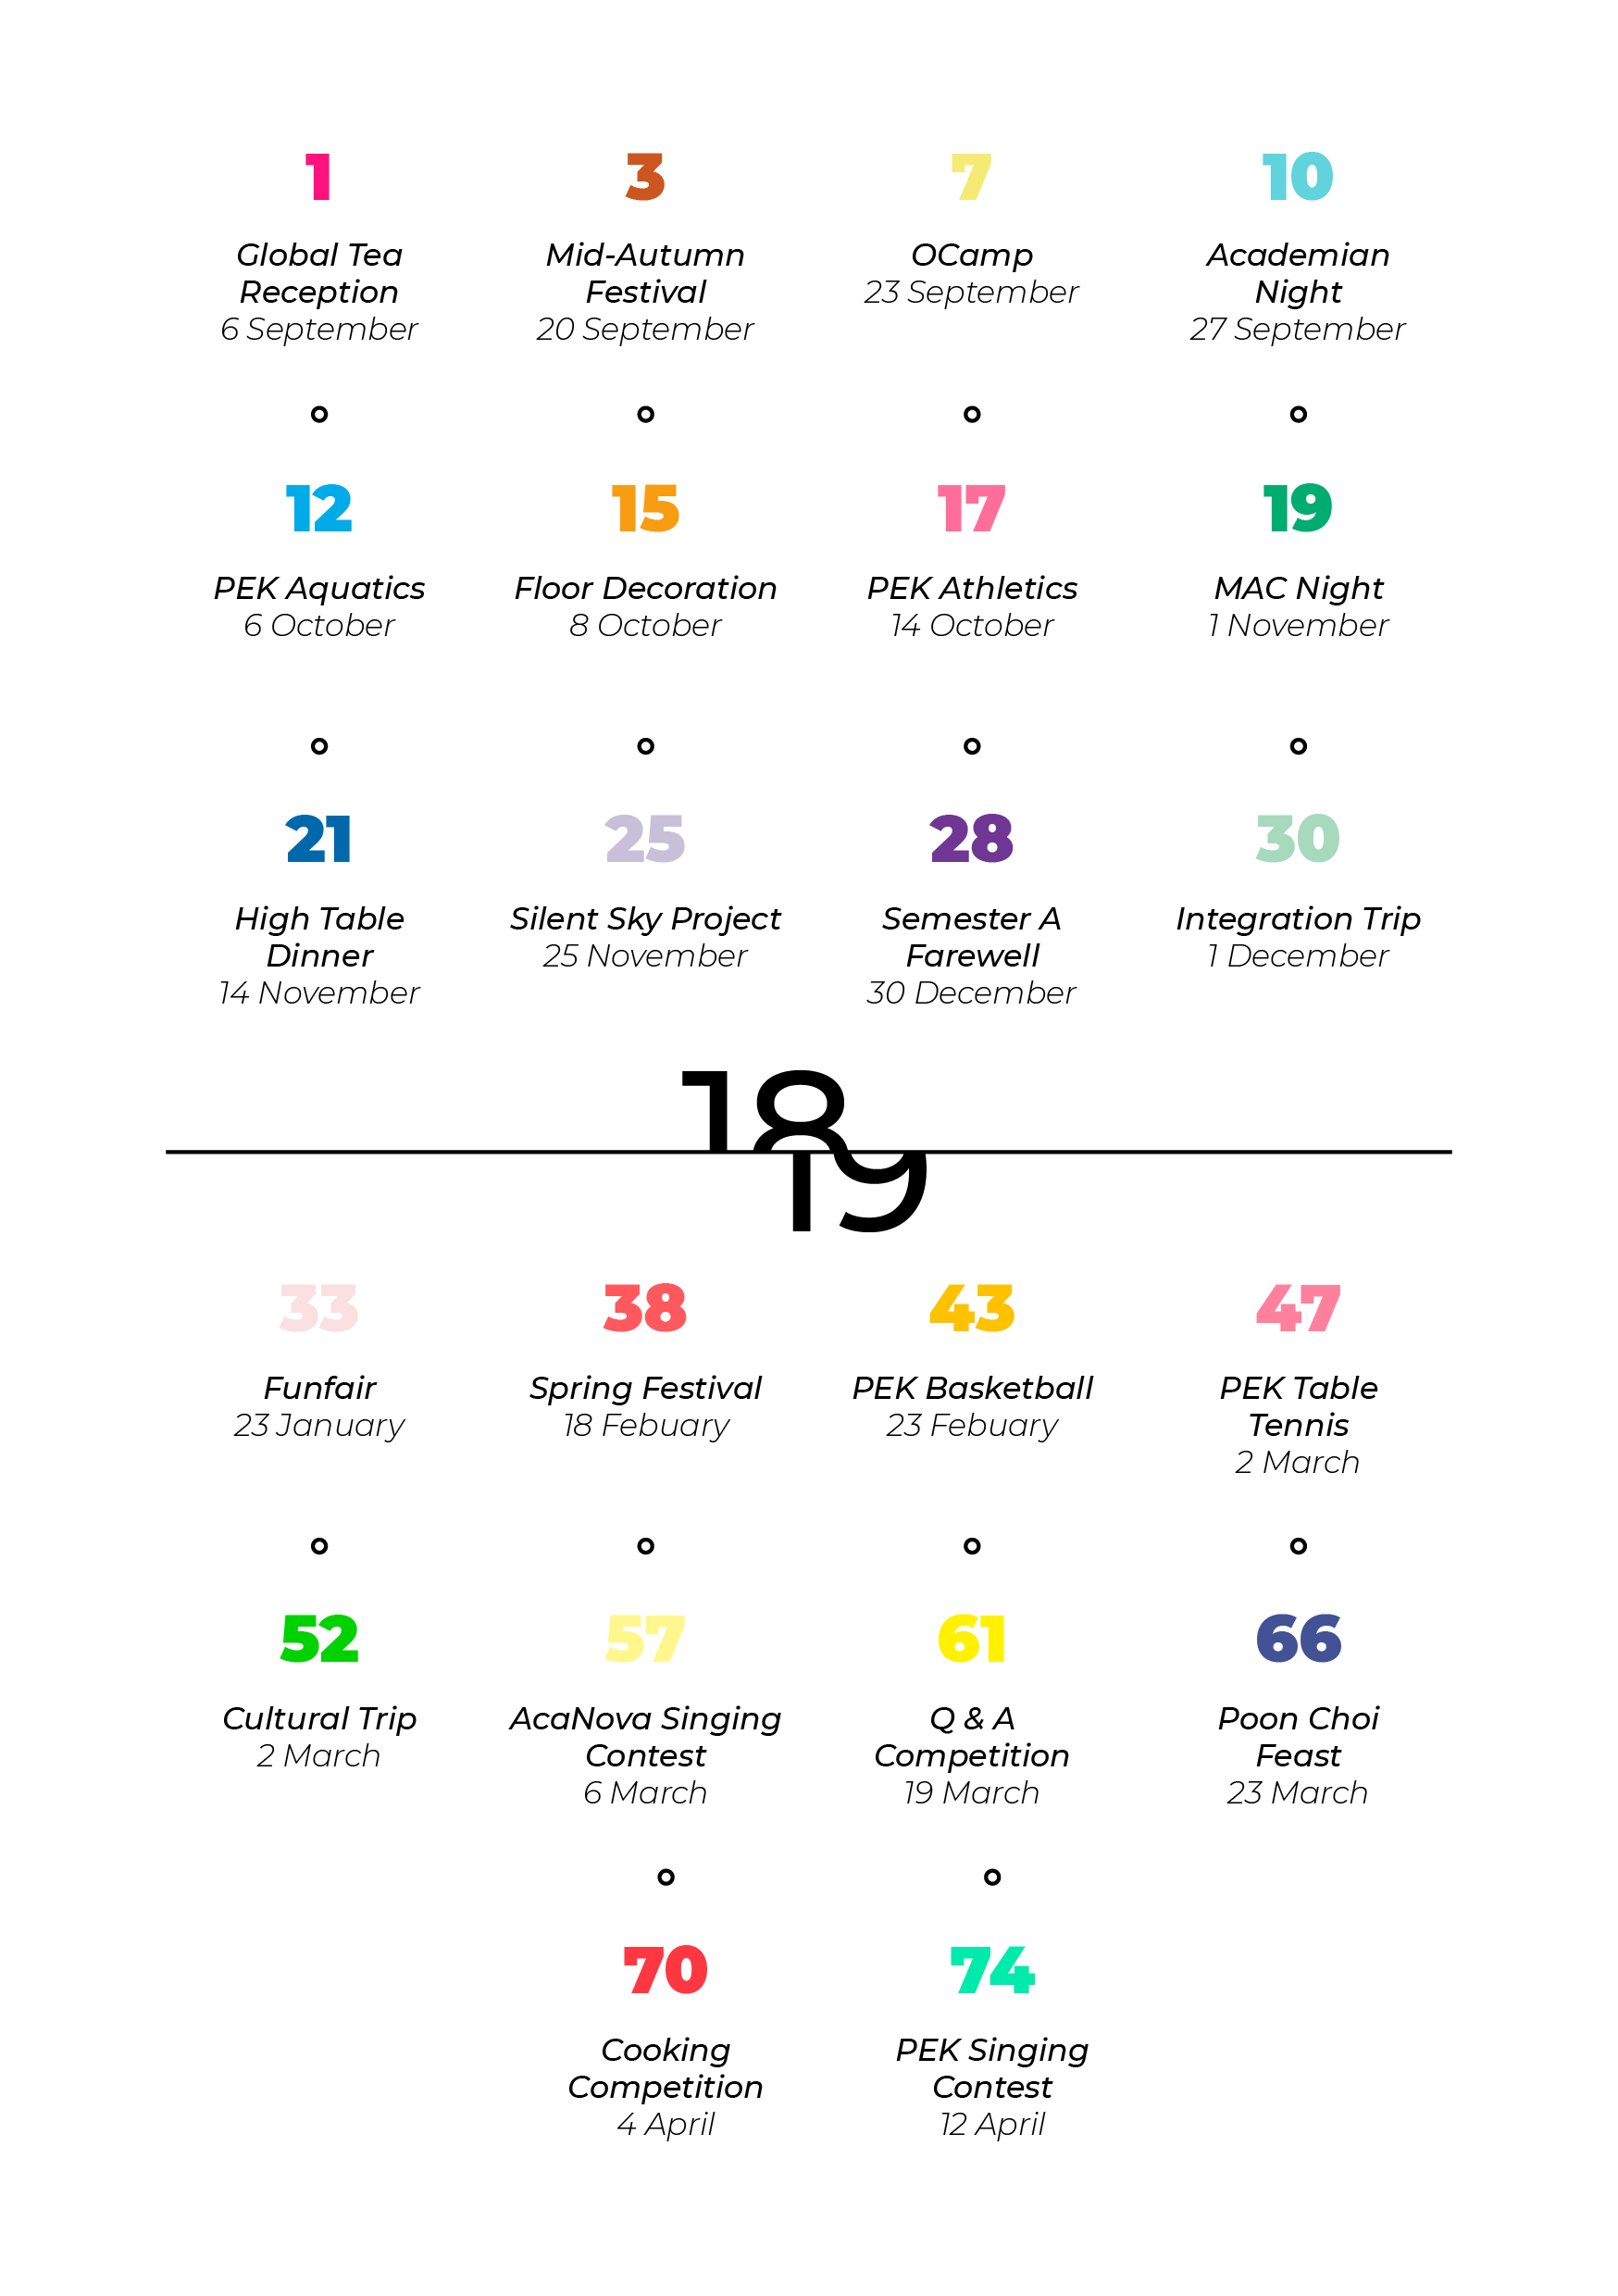 1
Global Tea
Reception
6 September
3
Mid-Autumn
Festival
20 September
7
OCamp
23 September
10
Academian
Night
27 September
12
PEK Aquatics
6 October
15
Floor Decoration
8 October
17
PEK Athletics
14 October
19
MAC Night
1 November
21
High Table
Dinner
14 November
25
Silent Sky Project
25 November
28
Semester A
Farewell
30 December
30
Integration Trip
1 December
18
19
33
Funfair
23 January
38
Spring Festival
18 Febuary
43
PEK Basketball
23 Febuary
47
PEK Table
Tennis
2 March
52
Cultural Trip
2 March
57
AcaNova Singing
Contest
6 March
61
Q & A
Competition
19 March
66
Poon Choi
Feast
23 March
70
Cooking
Competition
4 April
74
PEK Singing
Contest
12 April